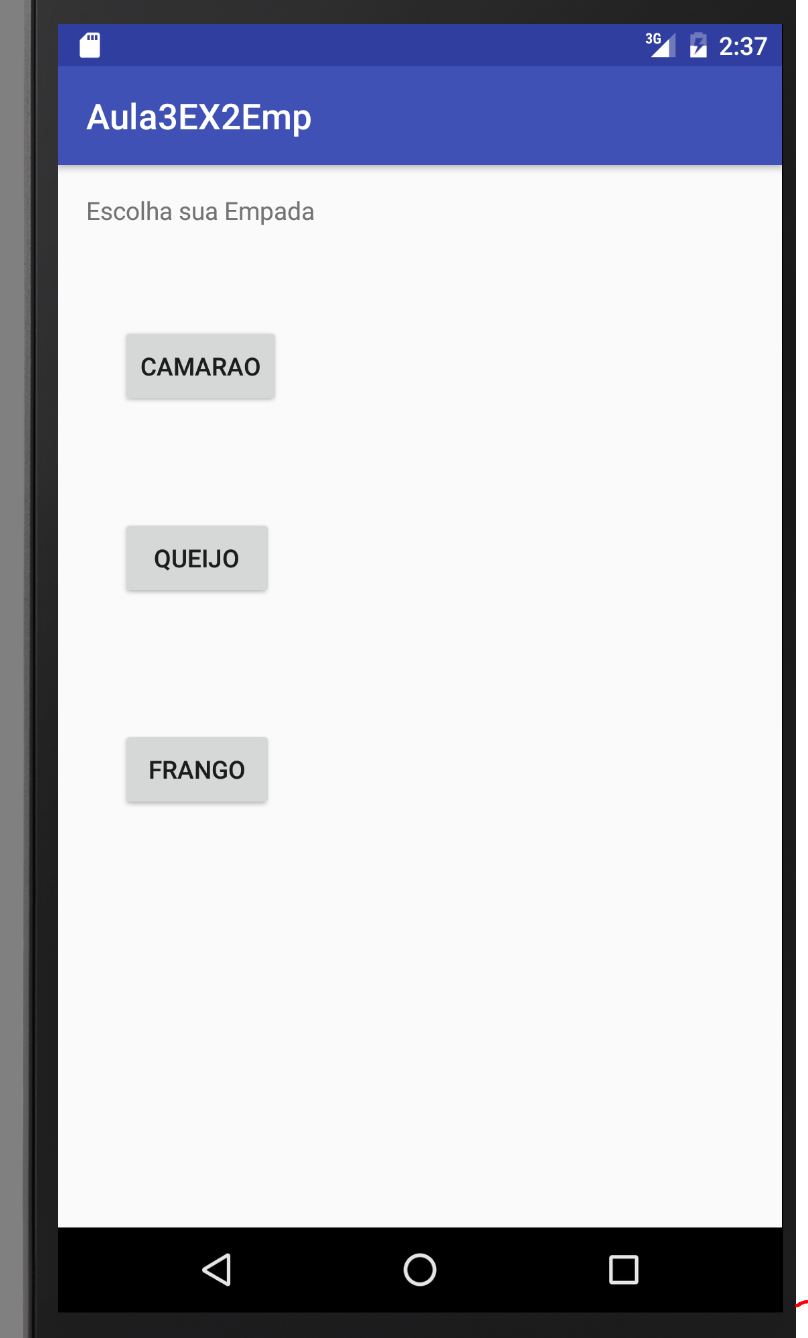 3G 2:37
Aula3EX2Emp
Escolha sua Empada
CAMARAO
QUEIJO
FRANGO